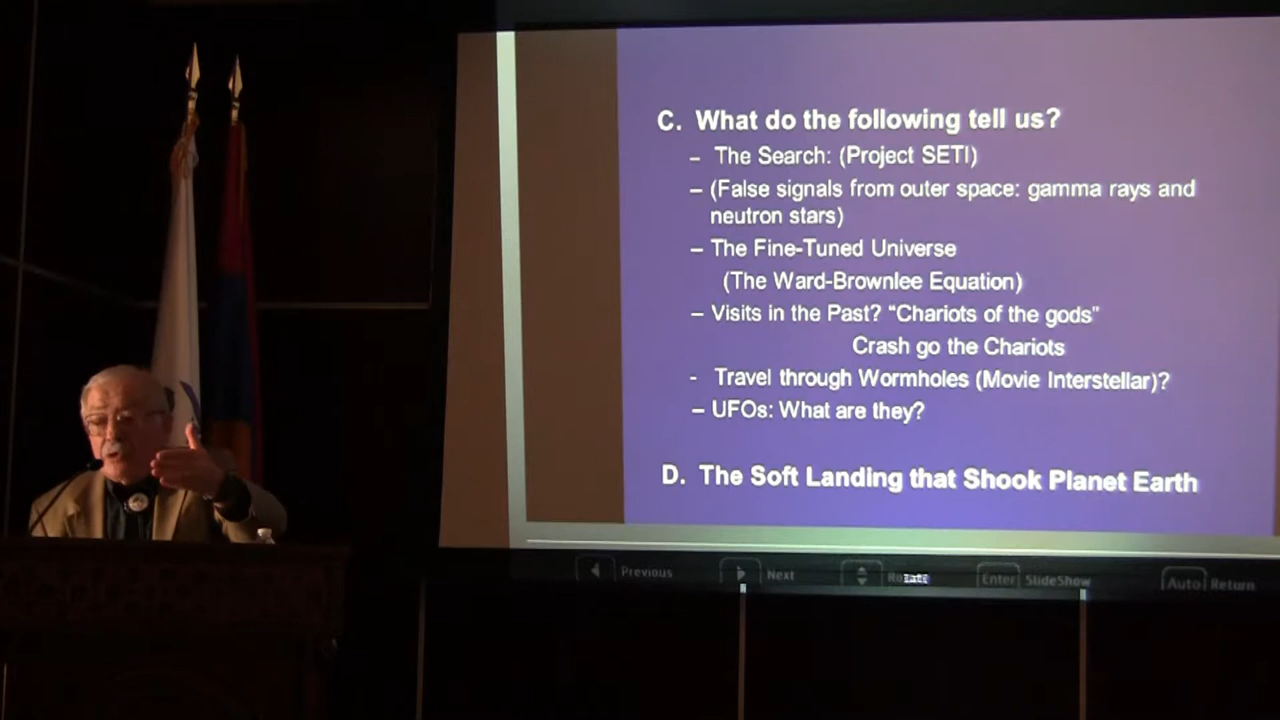 C. What do the following tell us?
– The Search: (Project SETI)
– (False signals from outer space: gamma rays and
neutron stars)
– The Fine-Tuned Universe
(The Ward-Brownlee Equation)
– Visits in the Past? “Chariots of the gods”
Crash go the Chariots
- Travel through Wormholes (Movie Interstellar)?
– UFOs: What are they?
D. The Soft Landing that Shook Planet Earth
Previous Next Enter SlideShow Auto Return